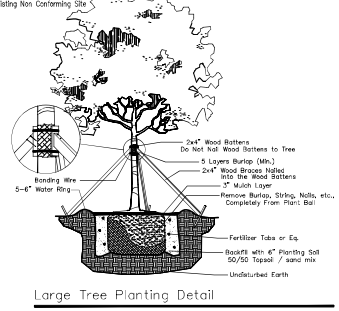 isting Non Conforming Site
2x4" Wood Battens
Do Not Nail Wood Battens to Tree
5 Layers Burlap (Min.)
2x4" Wood Braces Nailed
Into the Wood Battens
Banding Wire
3" Mulch Layer
5-6" Water Ring
Remove Burlap, String, Nails, etc.,
Completely From Plant Ball
Fertilizer Tabs or Eq.
Backfill with 6" Planting Soil
50/50 Topsoil / sand mix
Undisturbed Earth
Large Tree Planting Detail